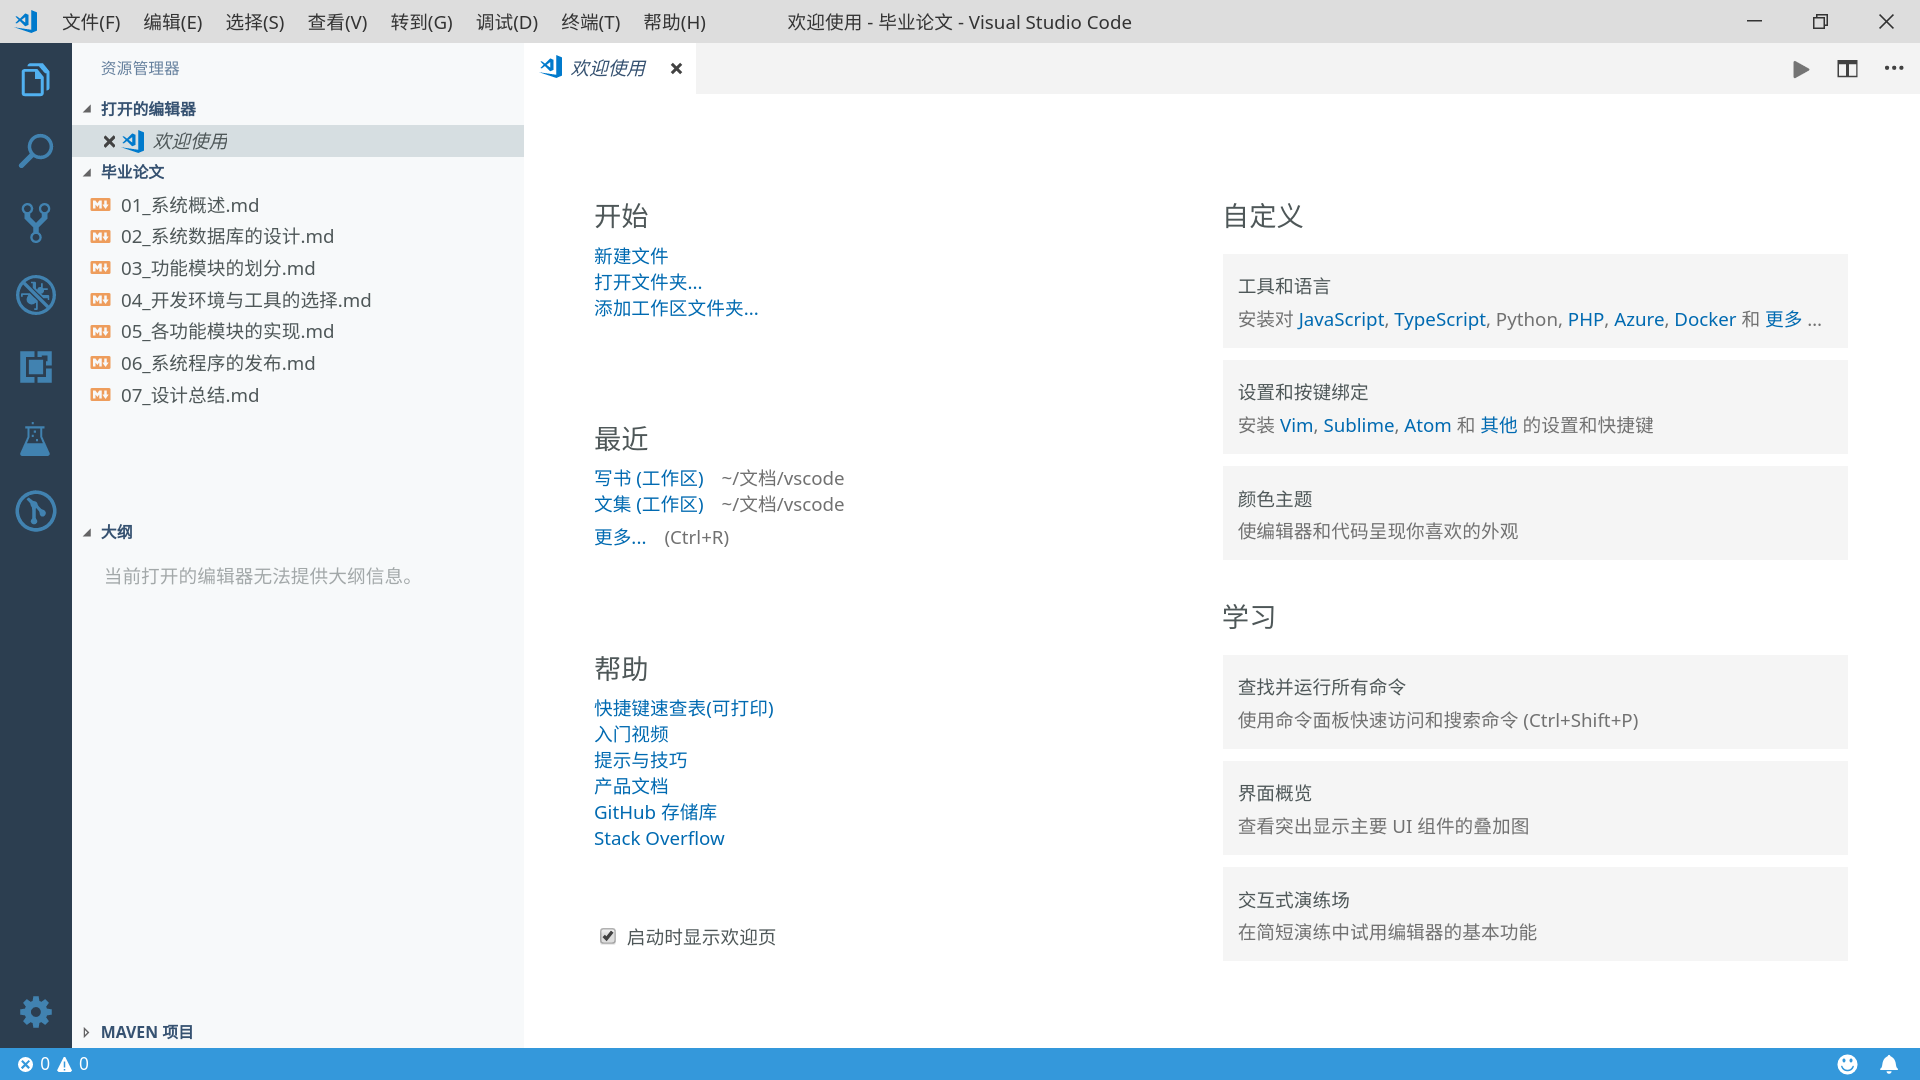 文件(F) 编辑(E) 选择(S) 查看(V) 转到(G) 调试(D) 终端(T) 帮助(H) 欢迎使用 - 毕业论文 - Visual Studio Code
资源管理器
打开的编辑器
欢迎使用
毕业论文
01_系统概述.md
02_系统数据库的设计.md
03_功能模块的划分.md
04_开发环境与工具的选择.md
05_各功能模块的实现.md
06_系统程序的发布.md
07_设计总结.md
大纲
当前打开的编辑器无法提供大纲信息。
MAVEN 项目
欢迎使用
开始
新建文件
打开文件夹...
添加工作区文件夹...
最近
写书 (工作区) ~/文档/vscode
文集 (工作区) ~/文档/vscode
更多... (Ctrl+R)
帮助
快捷键速查表(可打印)
入门视频
提示与技巧
产品文档
GitHub 存储库
Stack Overflow
启动时显示欢迎页
自定义
工具和语言
安装对 JavaScript, TypeScript, Python, PHP, Azure, Docker 和 更多 ...
设置和按键绑定
安装 Vim, Sublime, Atom 和 其他 的设置和快捷键
颜色主题
使编辑器和代码呈现你喜欢的外观
学习
查找并运行所有命令
使用命令面板快速访问和搜索命令 (Ctrl+Shift+P)
界面概览
查看突出显示主要 UI 组件的叠加图
交互式演练场
在简短演练中试用编辑器的基本功能
0 0